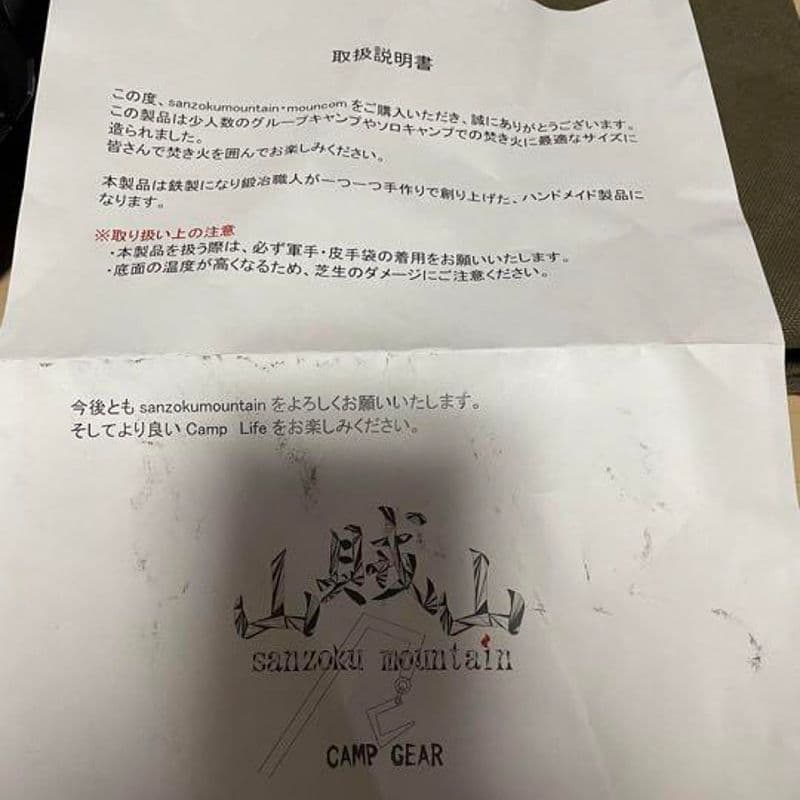 取扱説明書
この度、sanzokumountain・mouncomをご購入いただき、誠にありがとうございます。
この製品は少人数のグループキャンプやソロキャンプでの焚き火に最適なサイズに
造られました。
皆さんで焚き火を囲んでお楽しみください。
本製品は鉄製になり鍛冶職人が一つ一つ手作りで創り上げた、ハンドメイド製品に
なります。
※取り扱い上の注意
・本製品を扱う際は、必ず軍手・皮手袋の着用をお願いいたします。
・底面の温度が高くなるため、芝生のダメージにご注意ください。
今後とも sanzokumountain をよろしくお願いいたします。
そしてより良い Camp Life をお楽しみください。
山賊山
sanzoku mountain
CAMP GEAR